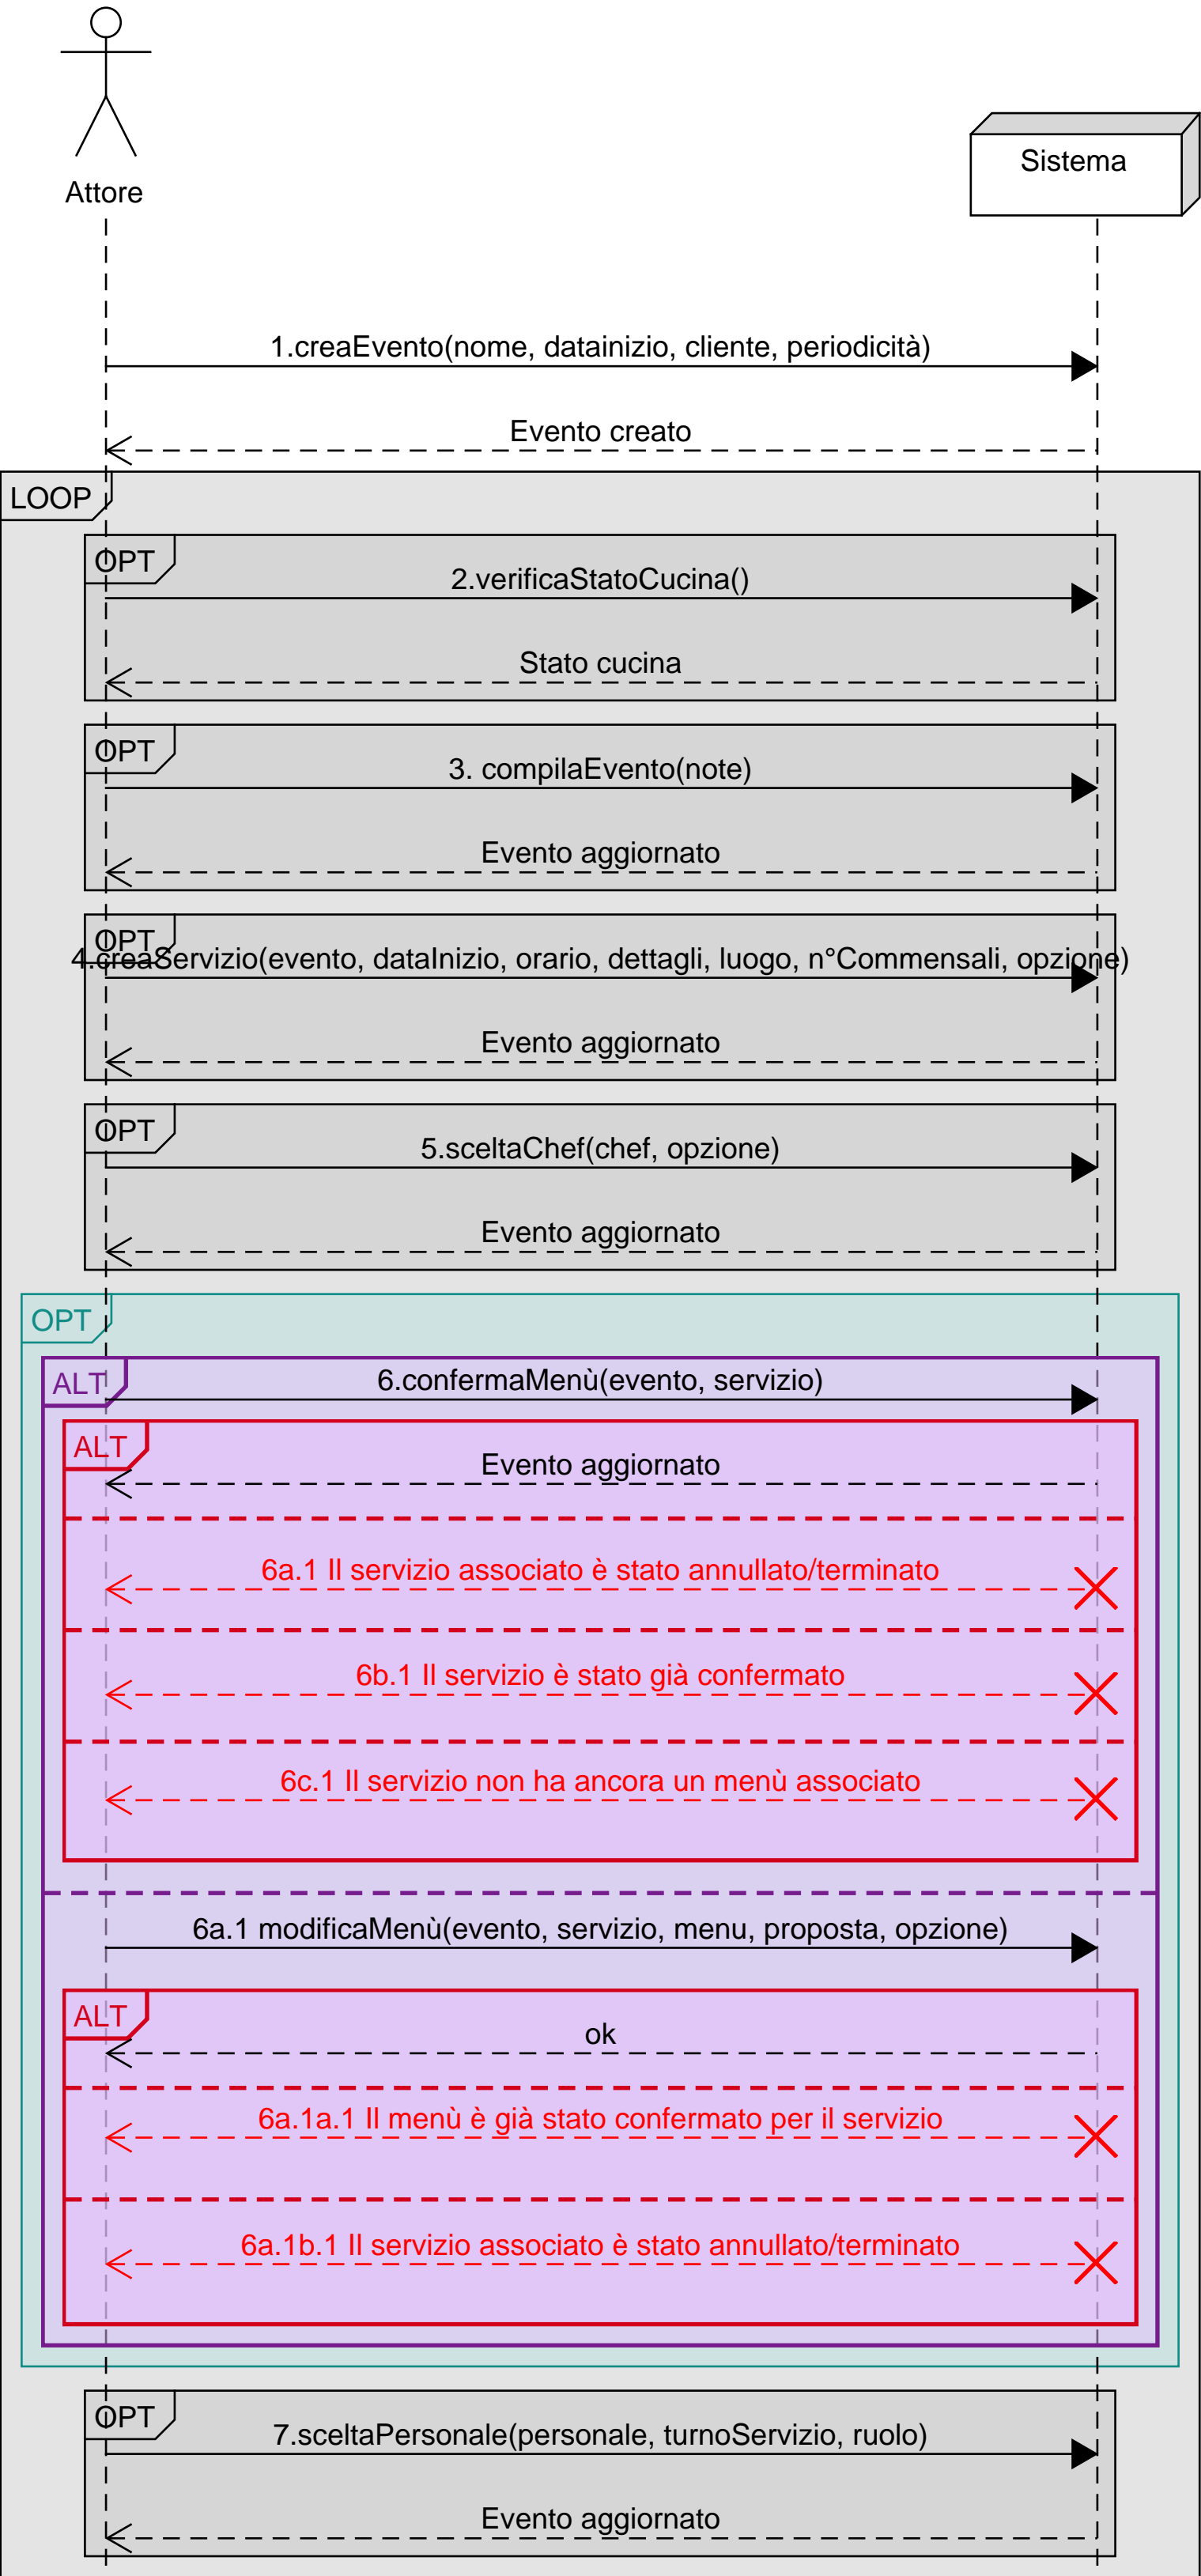 Attore
Sistema
1.creaEvento(nome, datainizio, cliente, periodicità)
Evento creato
LOOP
OPT
2.verificaStatoCucina()
Stato cucina
OPT
3. compilaEvento(note)
Evento aggiornato
OPT
4.creaServizio(evento, dataInizio, orario, dettagli, luogo, n°Commensali, opzione)
Evento aggiornato
OPT
5.sceltaChef(chef, opzione)
Evento aggiornato
OPT
ALT
6.confermaMenù(evento, servizio)
ALT
Evento aggiornato
6a.1 Il servizio associato è stato annullato/terminato
6b.1 Il servizio è stato già confermato
6c.1 Il servizio non ha ancora un menù associato
6a.1 modificaMenù(evento, servizio, menu, proposta, opzione)
ALT
ok
6a.1a.1 Il menù è già stato confermato per il servizio
6a.1b.1 Il servizio associato è stato annullato/terminato
OPT
7.sceltaPersonale(personale, turnoServizio, ruolo)
Evento aggiornato